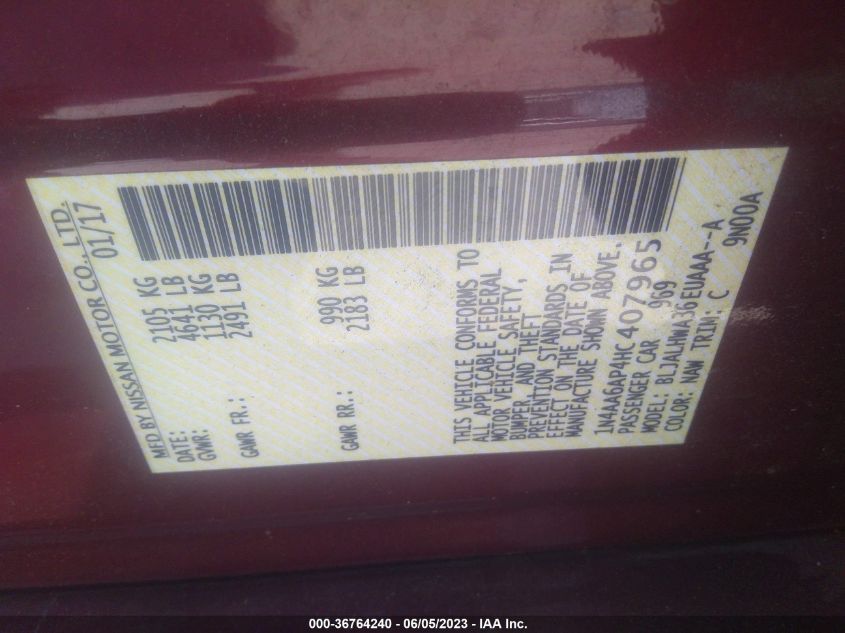 MFD BY NISSAN MOTOR CO., LTD.
DATE: 01/17
GVWR: 2105 KG
4641 LB
GAWR FR.: 1130 KG
2491 LB
GAWR RR.: 990 KG
2183 LB
THIS VEHICLE CONFORMS TO
ALL APPLICABLE FEDERAL
MOTOR VEHICLE SAFETY,
BUMPER, AND THEFT
PREVENTION STANDARDS IN
EFFECT ON THE DATE OF
MANUFACTURE SHOWN ABOVE.
1N4AA6AP4HC407965
PASSENGER CAR 969
MODEL: BLJALHWA36EUAAA--A
COLOR: NAW TRIM: C 9N00A
000-36764240 - 06/05/2023 - IAA Inc.